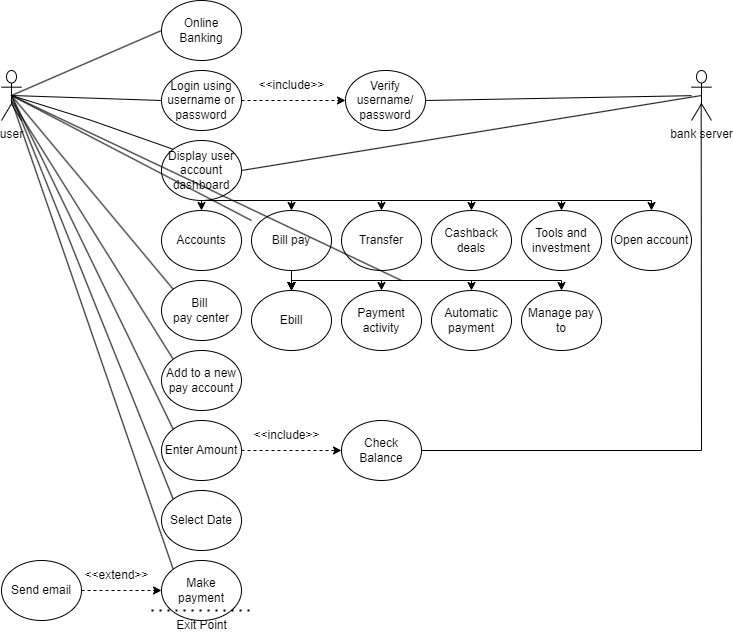 Online
Banking
Login using
username or
password
<<include>>
Verify
username/
password
user
bank server
Display user
account
dashboard
Accounts
Bill pay
Transfer
Cashback
deals
Tools and
investment
Open account
Bill
pay center
Ebill
Payment
activity
Automatic
payment
Manage pay
to
Add to a new
pay account
Enter Amount
<<include>>
Check
Balance
Select Date
Send email
<<extend>>
Make
payment
Exit Point